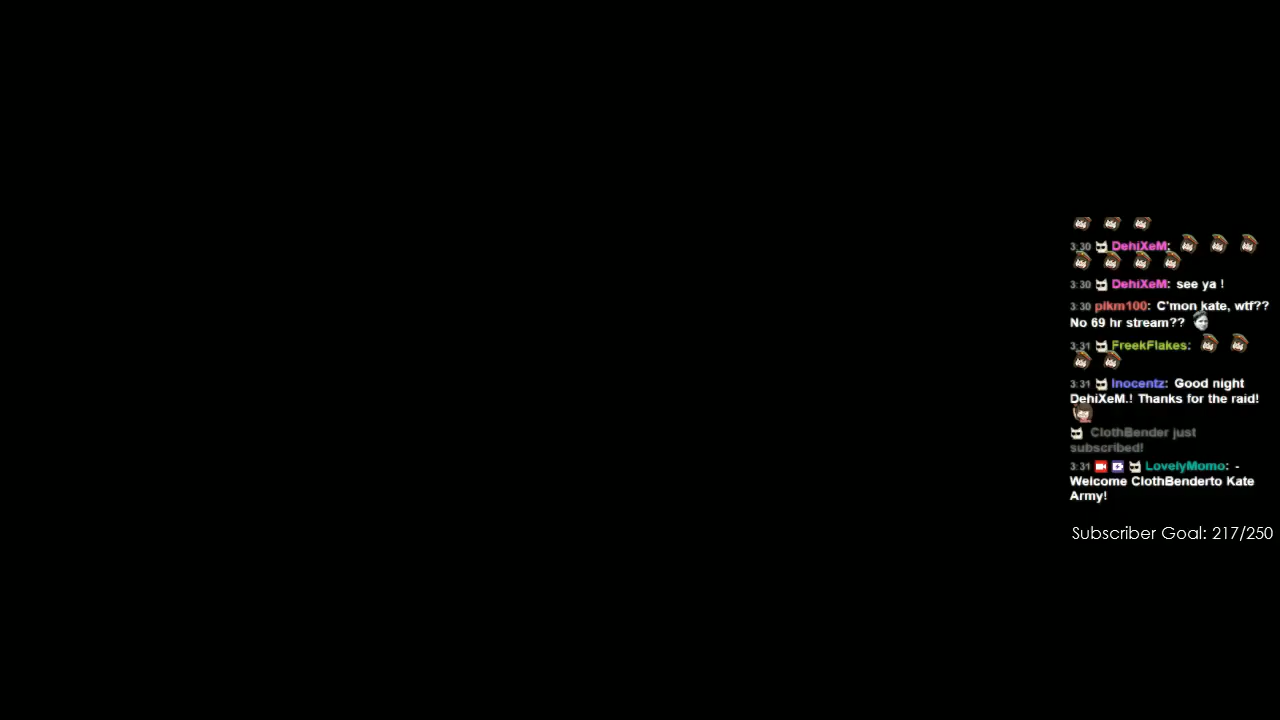 3:30 DehiXeM:
3:30 DehiXeM: see ya !
3:30 plkm100: C'mon kate, wtf??
No 69 hr stream??
3:31 FreekFlakes:
3:31 Inocentz: Good night
DehiXeM.! Thanks for the raid!
ClothBender just
subscribed!
3:31 LovelyMomo: -
Welcome ClothBenderto Kate
Army!
Subscriber Goal: 217/250